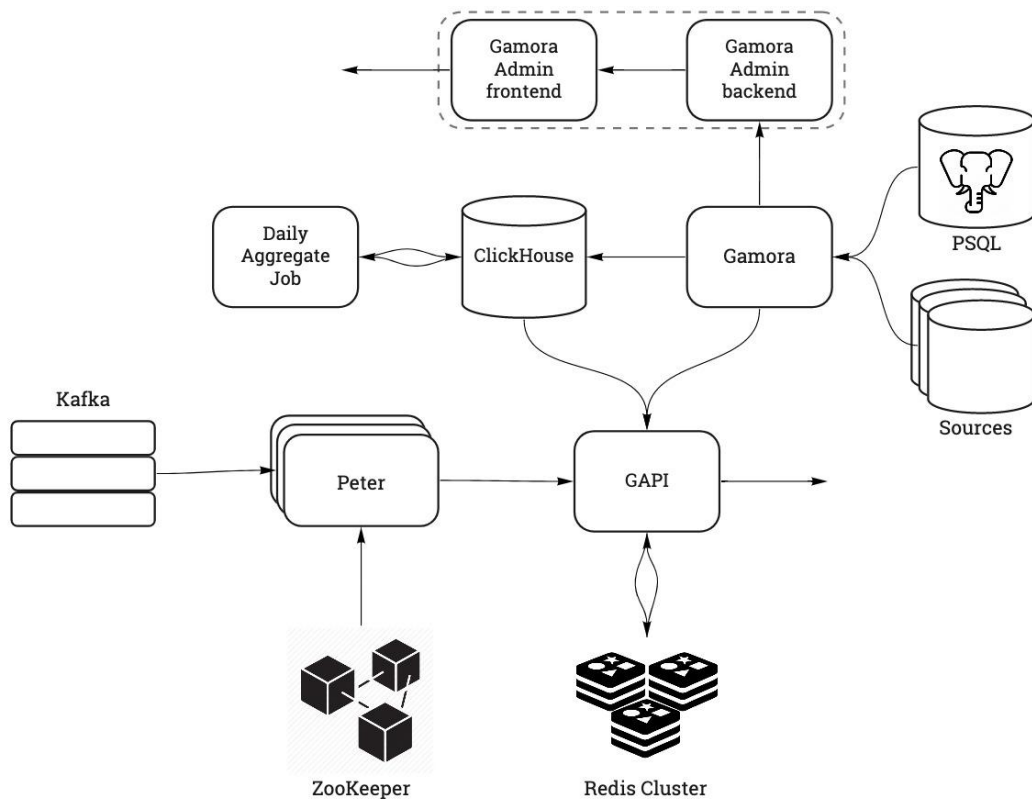 Gamora
Admin
frontend
Gamora
Admin
backend
PSQL
Daily
Aggregate
Job
ClickHouse
Gamora
Sources
Kafka
Peter
GAPI
ZooKeeper
Redis Cluster